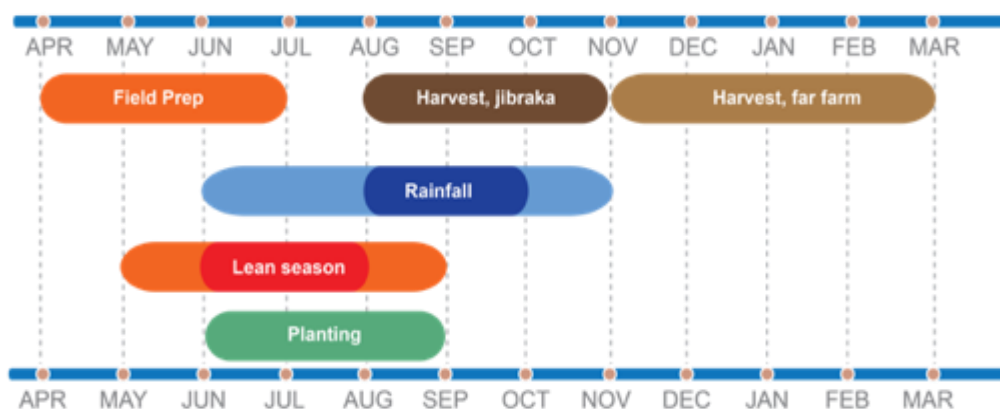 APR MAY JUN JUL AUG SEP OCT NOV DEC JAN FEB MAR
Field Prep Harvest, jibraka Harvest, far farm
Rainfall
Lean season
Planting
APR MAY JUN JUL AUG SEP OCT NOV DEC JAN FEB MAR